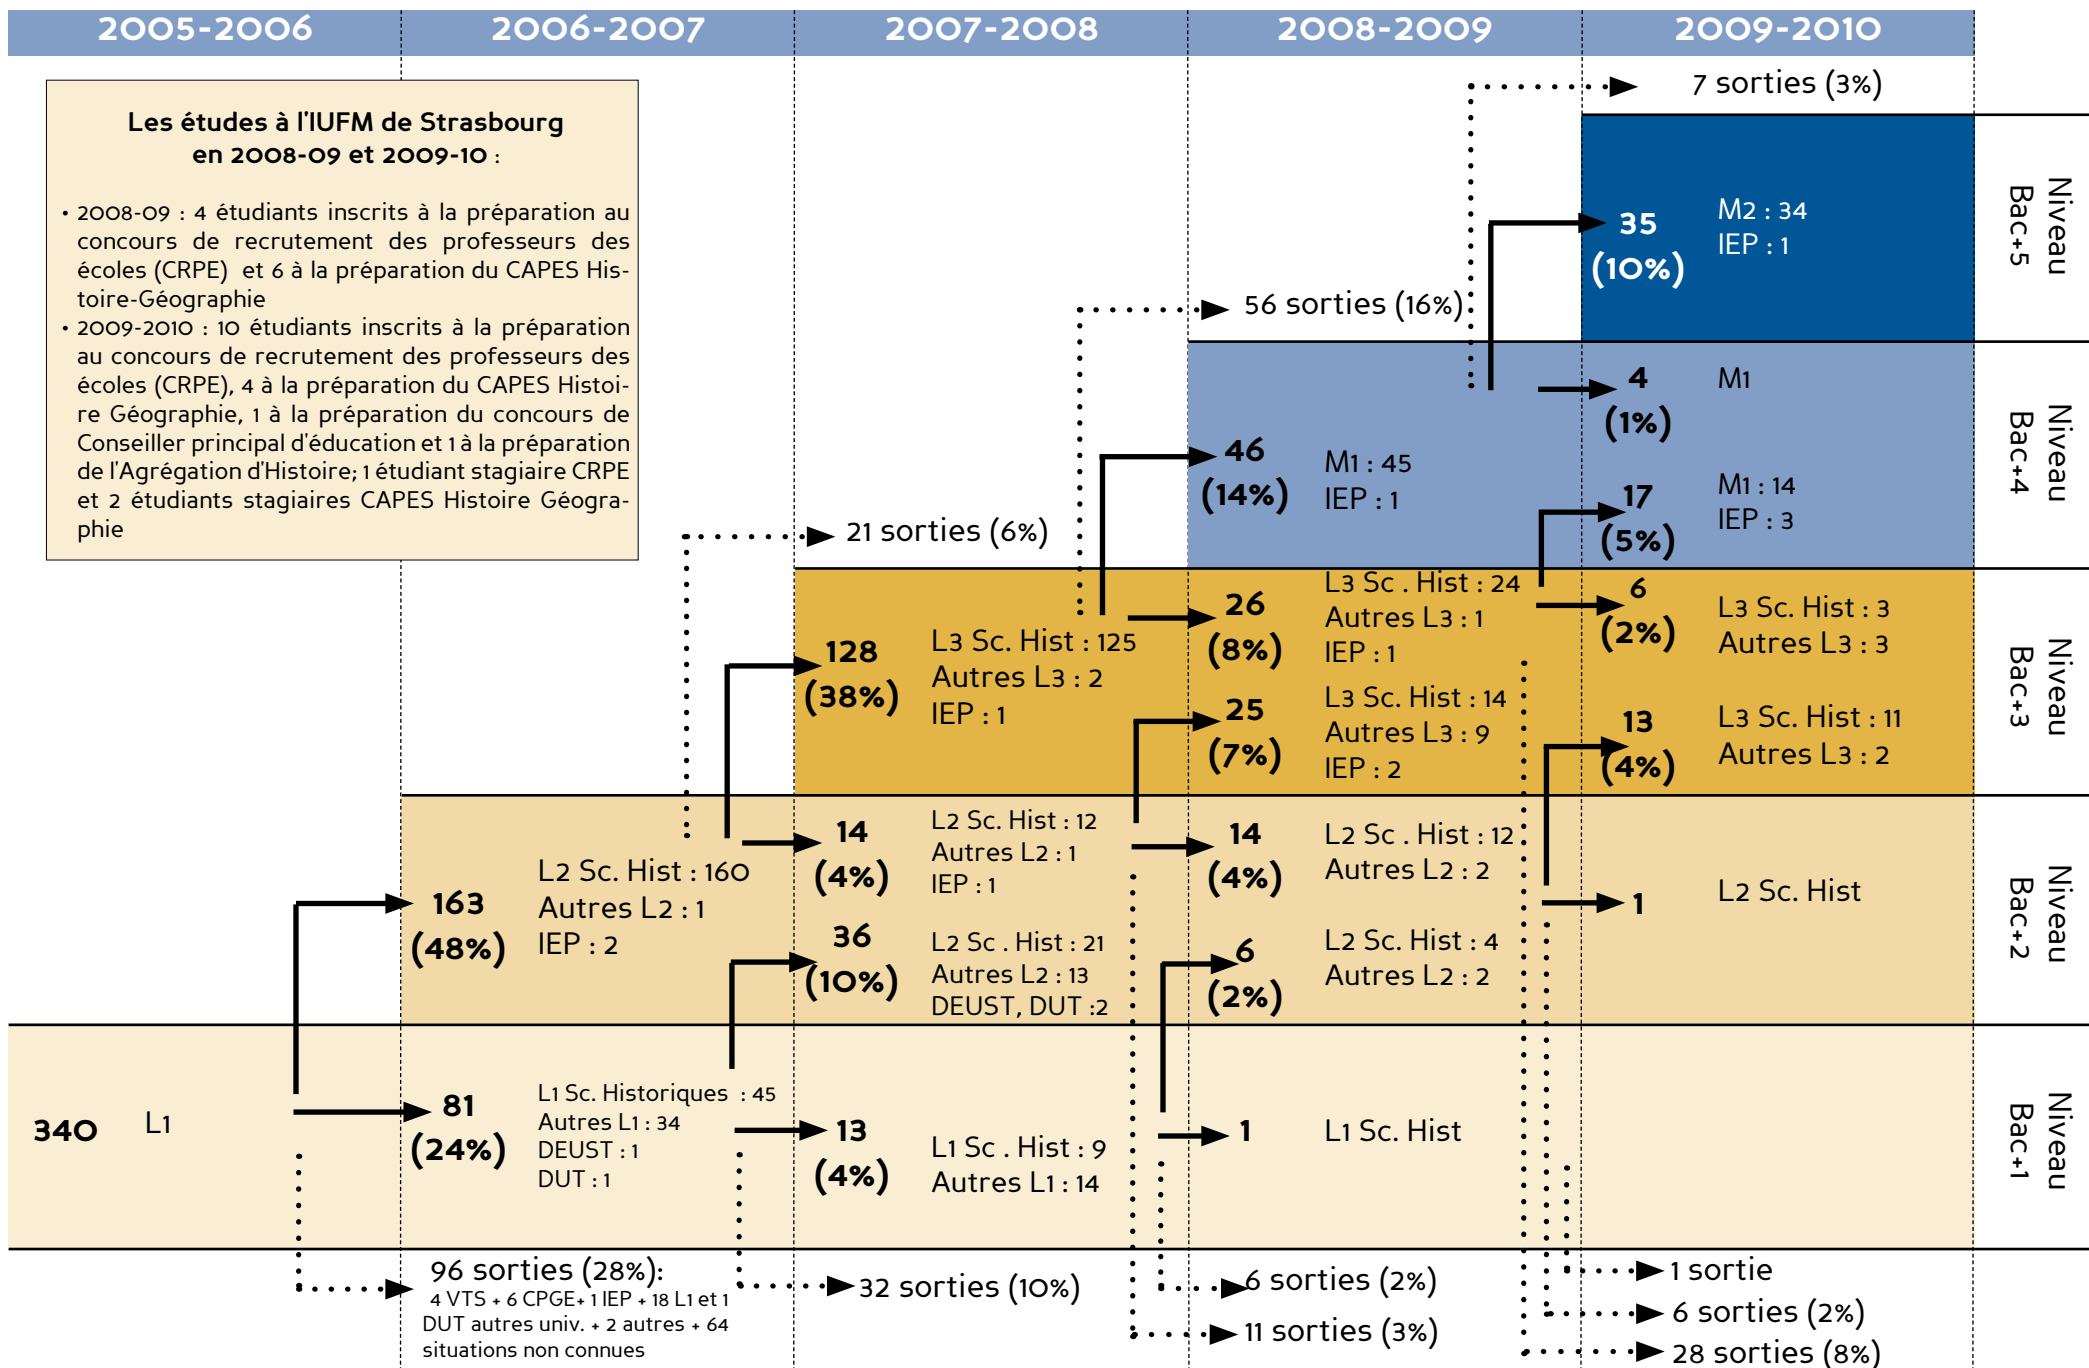 2005-2006
2006-2007
2007-2008
2008-2009
2009-2010
Les études à l'IUFM de Strasbourg
en 2008-09 et 2009-10 :
• 2008-09 : 4 étudiants inscrits à la préparation au
concours de recrutement des professeurs des
écoles (CRPE) et 6 à la préparation du CAPES His-
toire-Géographie
• 2009-2010 : 10 étudiants inscrits à la préparation
au concours de recrutement des professeurs des
écoles (CRPE), 4 à la préparation du CAPES Histoi-
re Géographie, 1 à la préparation du concours de
Conseiller principal d'éducation et 1 à la préparation
de l'Agrégation d'Histoire; 1 étudiant stagiaire CRPE
et 2 étudiants stagiaires CAPES Histoire Géogra-
phie
7 sorties (3%)
35
(10%)
M2 : 34
IEP : 1
Niveau
Bac+5
56 sorties (16%)
46
(14%)
M1 : 45
IEP : 1
4
(1%)
M1
17
(5%)
M1 : 14
IEP : 3
Niveau
Bac+4
21 sorties (6%)
128
(38%)
L3 Sc. Hist : 125
Autres L3 : 2
IEP : 1
26
(8%)
L3 Sc . Hist : 24
Autres L3 : 1
IEP : 1
25
(7%)
L3 Sc. Hist : 14
Autres L3 : 9
IEP : 2
6
(2%)
L3 Sc. Hist : 3
Autres L3 : 3
13
(4%)
L3 Sc. Hist : 11
Autres L3 : 2
Niveau
Bac+3
163
(48%)
L2 Sc. Hist : 160
Autres L2 : 1
IEP : 2
14
(4%)
L2 Sc. Hist : 12
Autres L2 : 1
IEP : 1
36
(10%)
L2 Sc . Hist : 21
Autres L2 : 13
DEUST, DUT :2
14
(4%)
L2 Sc . Hist : 12
Autres L2 : 2
6
(2%)
L2 Sc. Hist : 4
Autres L2 : 2
1
L2 Sc. Hist
Niveau
Bac+2
340
L1
81
(24%)
L1 Sc. Historiques : 45
Autres L1 : 34
DEUST : 1
DUT : 1
13
(4%)
L1 Sc . Hist : 9
Autres L1 : 14
1
L1 Sc. Hist
Niveau
Bac+1
96 sorties (28%):
4 VTS + 6 CPGE+ 1 IEP + 18 L1 et 1
DUT autres univ. + 2 autres + 64
situations non connues
32 sorties (10%)
6 sorties (2%)
11 sorties (3%)
1 sortie
6 sorties (2%)
28 sorties (8%)